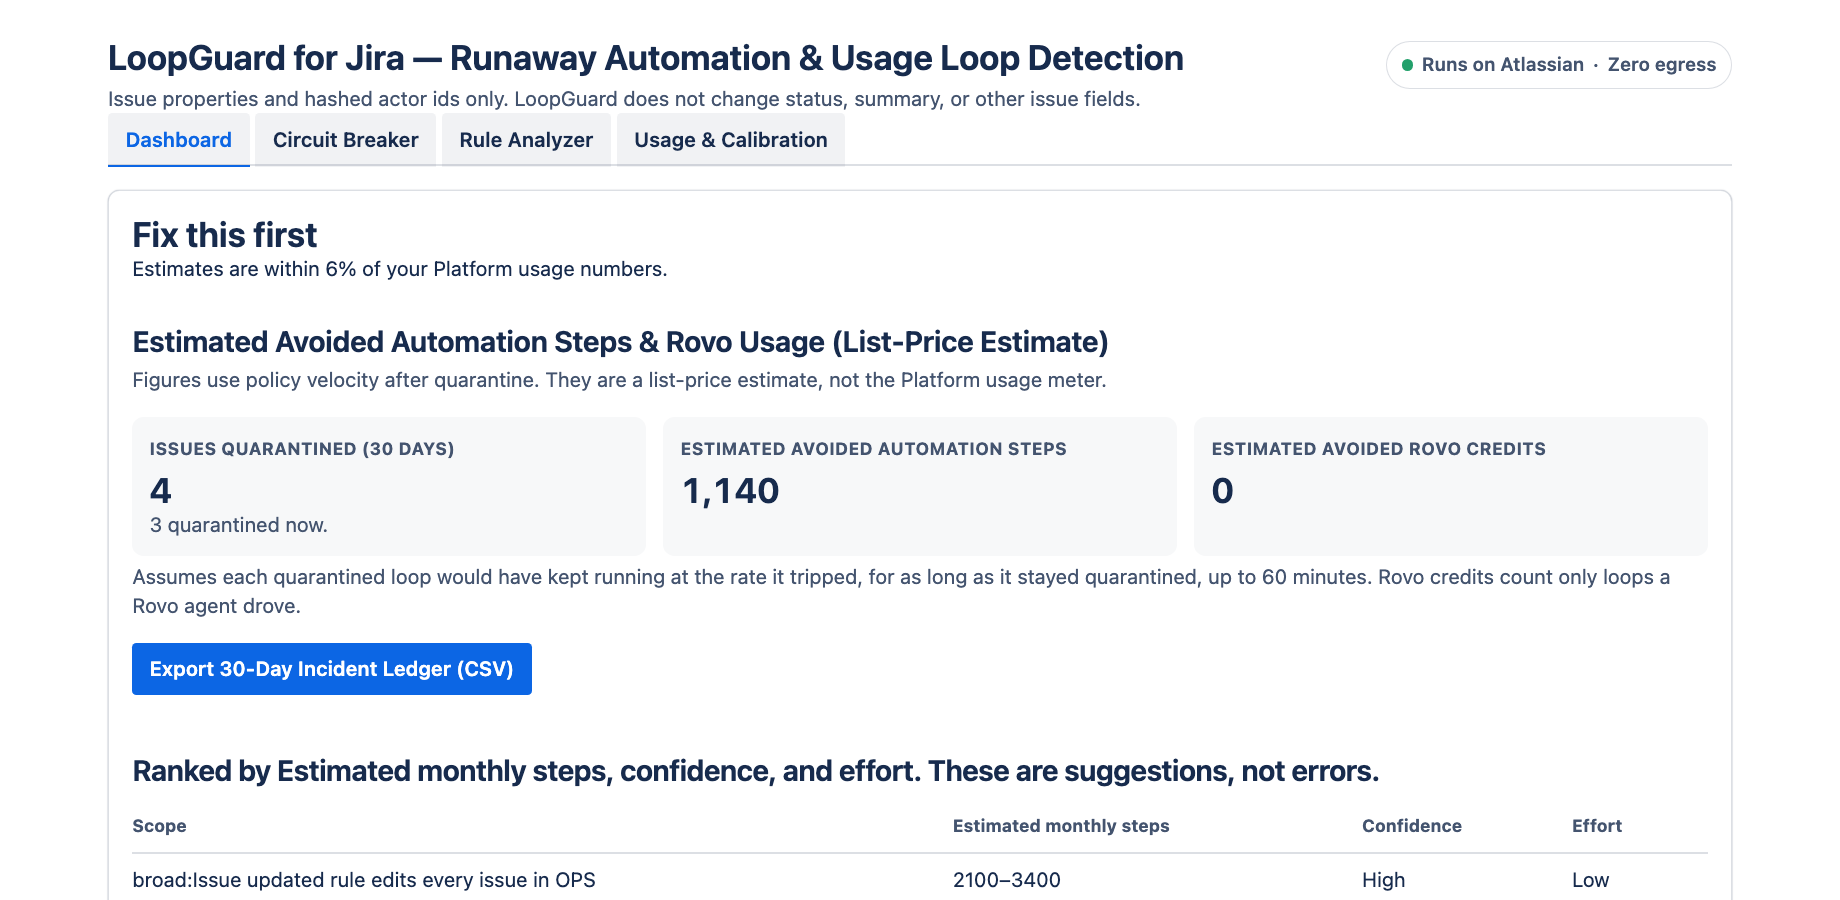 LoopGuard for Jira — Runaway Automation & Usage Loop Detection
Runs on Atlassian · Zero egress
Issue properties and hashed actor ids only. LoopGuard does not change status, summary, or other issue fields.
Dashboard
Circuit Breaker
Rule Analyzer
Usage & Calibration
Fix this first
Estimates are within 6% of your Platform usage numbers.
Estimated Avoided Automation Steps & Rovo Usage (List-Price Estimate)
Figures use policy velocity after quarantine. They are a list-price estimate, not the Platform usage meter.
ISSUES QUARANTINED (30 DAYS)
4
3 quarantined now.
ESTIMATED AVOIDED AUTOMATION STEPS
1,140
ESTIMATED AVOIDED ROVO CREDITS
0
Assumes each quarantined loop would have kept running at the rate it tripped, for as long as it stayed quarantined, up to 60 minutes. Rovo credits count only loops a
Rovo agent drove.
Export 30-Day Incident Ledger (CSV)
Ranked by Estimated monthly steps, confidence, and effort. These are suggestions, not errors.
Scope Estimated monthly steps Confidence Effort
broad:Issue updated rule edits every issue in OPS 2100–3400 High Low